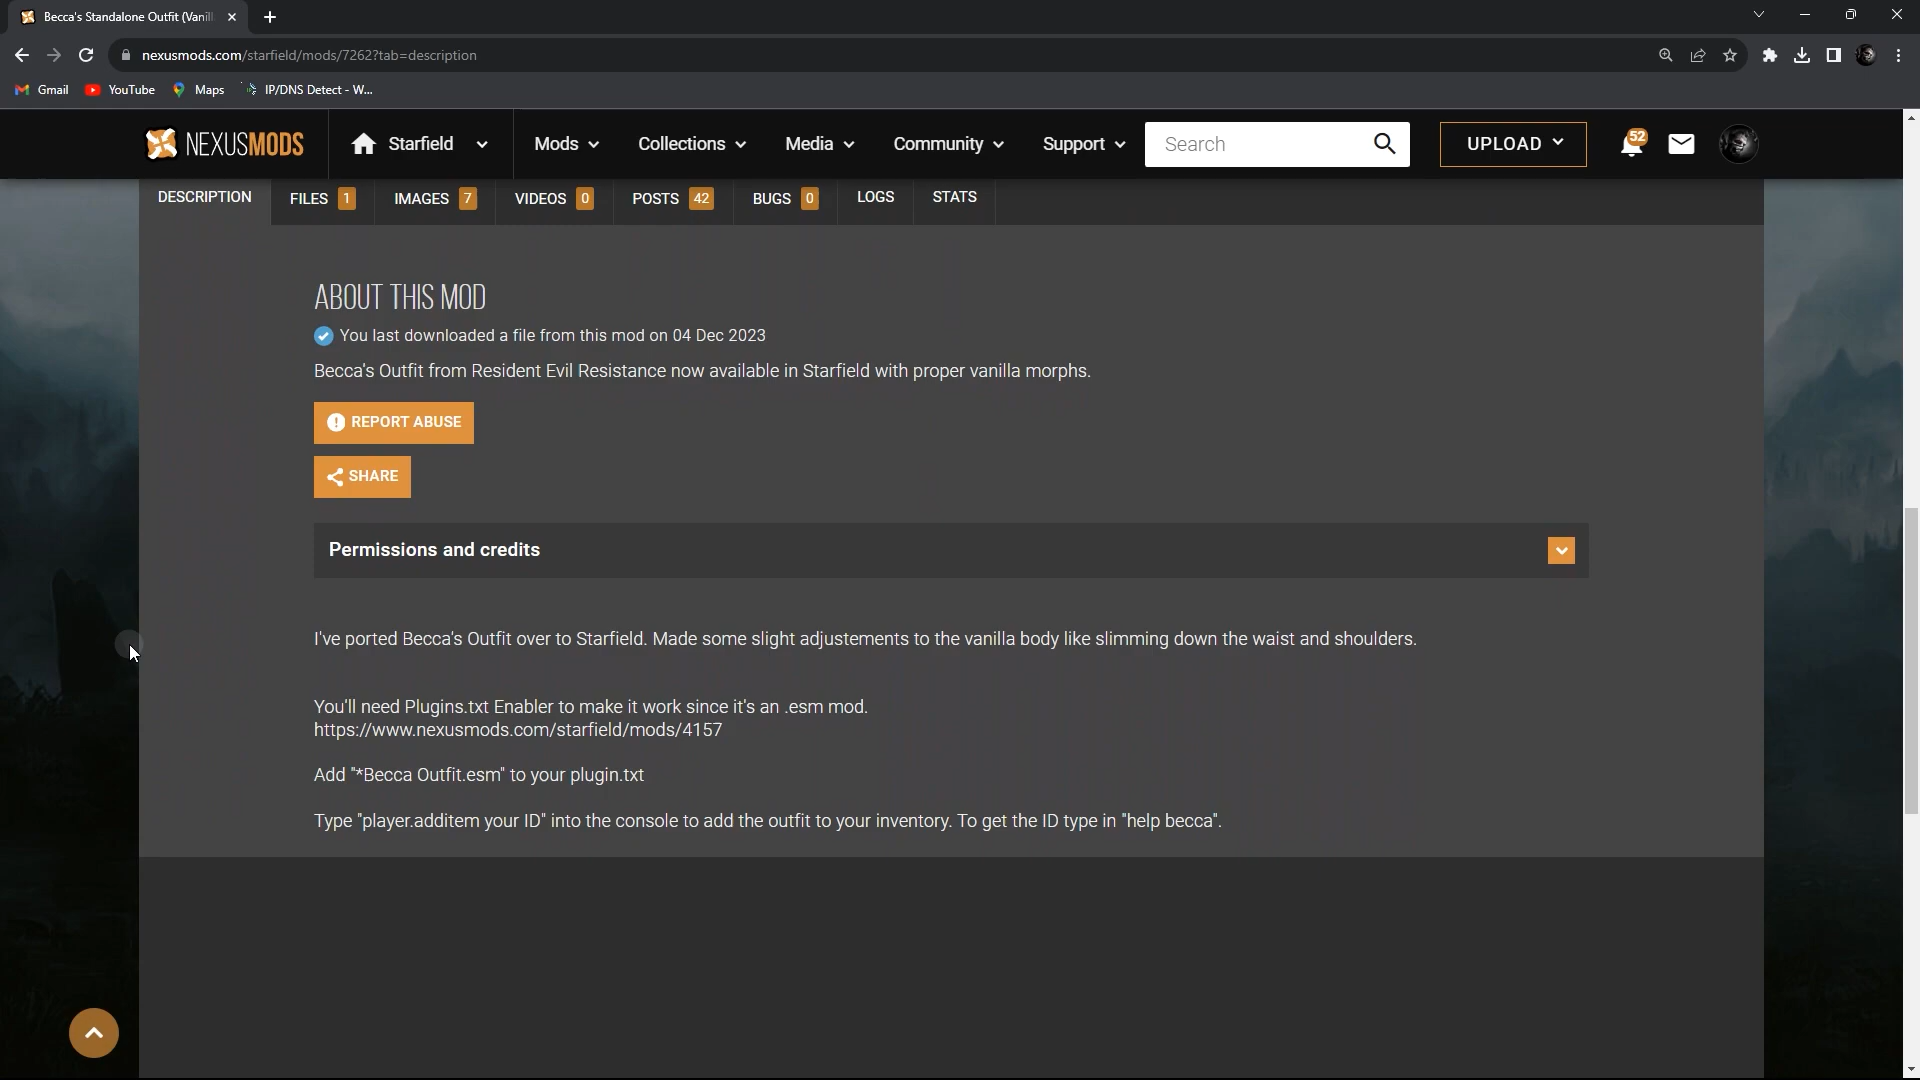 Becca's Standalone Outfit (Vanill
nexusmods.com/starfield/mods/7262?tab=description
Gmail
YouTube
Maps
IP/DNS Detect - W...
NEXUSMODS
Starfield
Mods
Collections
Media
Community
Support
Search
UPLOAD
52
DESCRIPTION
FILES 1
IMAGES 7
VIDEOS 0
POSTS 42
BUGS 0
LOGS
STATS
ABOUT THIS MOD
You last downloaded a file from this mod on 04 Dec 2023
Becca's Outfit from Resident Evil Resistance now available in Starfield with proper vanilla morphs.
REPORT ABUSE
SHARE
Permissions and credits
I've ported Becca's Outfit over to Starfield. Made some slight adjustements to the vanilla body like slimming down the waist and shoulders.
You'll need Plugins.txt Enabler to make it work since it's an .esm mod.
https://www.nexusmods.com/starfield/mods/4157
Add "*Becca Outfit.esm" to your plugin.txt
Type "player.additem your ID" into the console to add the outfit to your inventory. To get the ID type in "help becca".